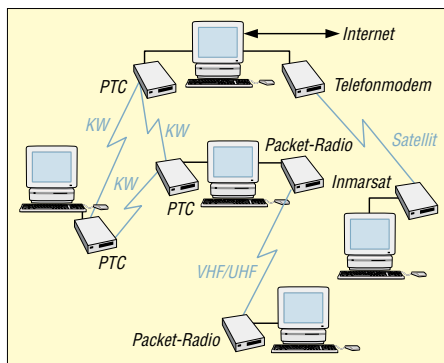 Internet
PTC
Telefonmodem
KW
KW
Packet-Radio
Satellit
KW
Inmarsat
PTC
PTC
VHF/UHF
Packet-Radio